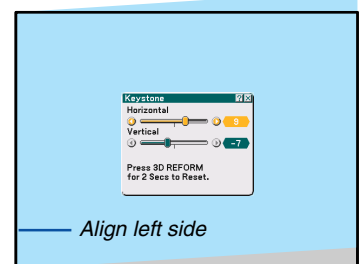 Keystone
Horizontal
9
Vertical
-7
Press 3D REFORM
for 2 Secs to Reset.
Align left side